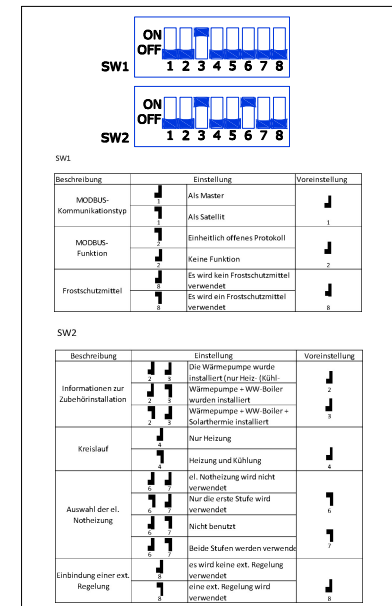 ON
OFF
SW1 1 2 3 4 5 6 7 8
ON
OFF
SW2 1 2 3 4 5 6 7 8
SW1
Beschreibung Einstellung Voreinstellung
MODBUS-
Kommunikationstyp
1 Als Master
1 Als Satellit
1
MODBUS-
Funktion
2 Einheitlich offenes Protokoll
2 Keine Funktion
2
Frostschutzmittel
8 Es wird kein Frostschutzmittel
verwendet
8 Es wird ein Frostschutzmittel
verwendet
8
SW2
Beschreibung Einstellung Voreinstellung
Informationen zur
Zubehörinstallation
2 3 Die Wärmepumpe wurde
installiert (nur Heiz- (Kühl-
2 3 Wärmepumpe + WW-Boiler
wurden installiert
2 3 Wärmepumpe + WW-Boiler +
Solarthermie installiert
2
3
Kreislauf
4 Nur Heizung
4 Heizung und Kühlung
4
Auswahl der el.
Notheizung
6 7 el. Notheizung wird nicht
verwendet
6 7 Nur die erste Stufe wird
verwendet
6 7 Nicht benutzt
6 7 Beide Stufen werden verwende
6
7
Einbindung einer ext.
Regelung
8 es wird keine ext. Regelung
verwendet
8 eine ext. Regelung wird
verwendet
8